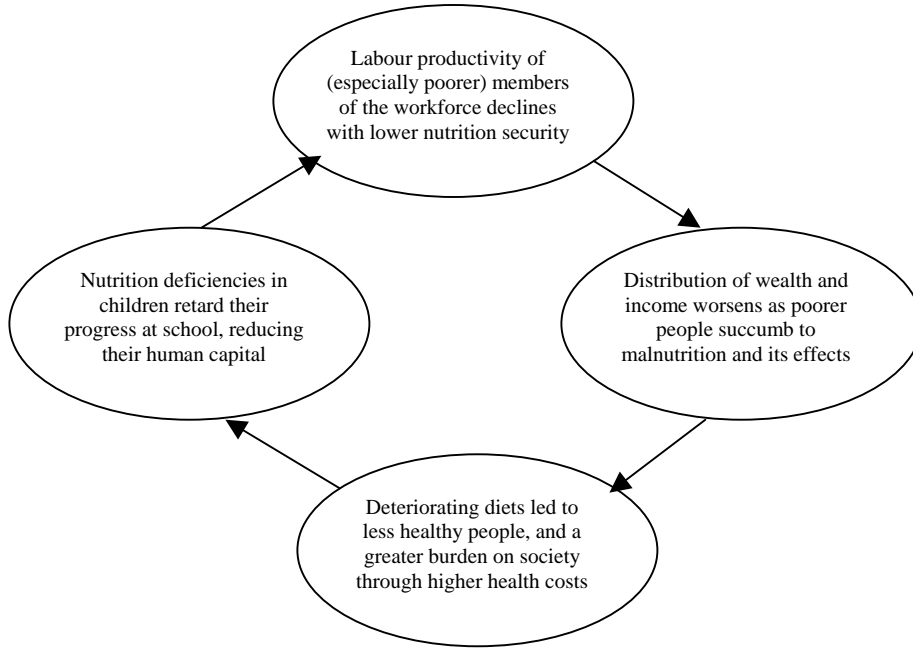 Labour productivity of
(especially poorer) members
of the workforce declines
with lower nutrition security
Distribution of wealth and
income worsens as poorer
people succumb to
malnutrition and its effects
Deteriorating diets led to
less healthy people, and a
greater burden on society
through higher health costs
Nutrition deficiencies in
children retard their
progress at school, reducing
their human capital